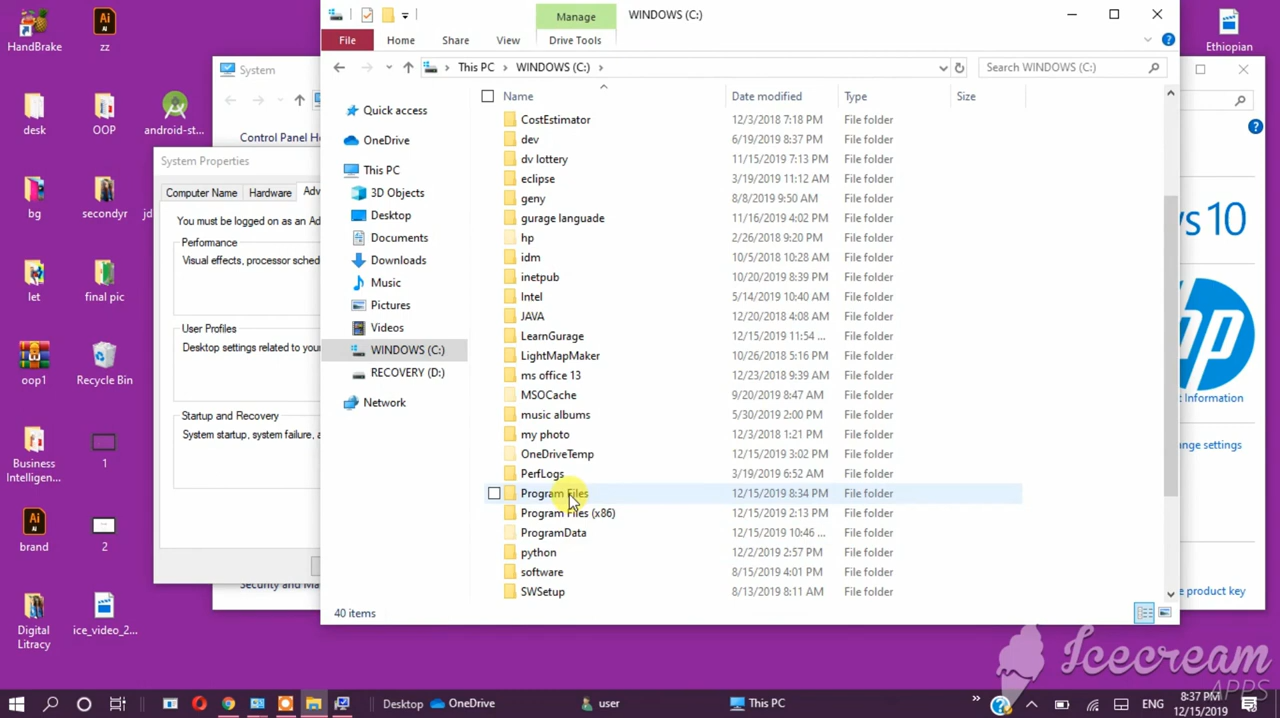 HandBrake
zz
Ethiopian
desk
OOP
android-st...
bg
secondyr
jd
let
final pic
oop1
Recycle Bin
Business
Intelligen...
1
brand
2
Digital
Litracy
ice_video_2...
System
Control Panel H
System Properties
Computer Name
Hardware
Adv
You must be logged on as an Ad
Performance
Visual effects, processor sched
User Profiles
Desktop settings related to your
Startup and Recovery
System startup, system failure, a
Security and Ma
Manage
WINDOWS (C:)
File
Home
Share
View
Drive Tools
This PC
WINDOWS (C:)
Search WINDOWS (C:)
Quick access
OneDrive
This PC
3D Objects
Desktop
Documents
Downloads
Music
Pictures
Videos
WINDOWS (C:)
RECOVERY (D:)
Network
Name Date modified Type Size
CostEstimator 12/3/2018 7:18 PM File folder
dev 6/19/2019 8:37 PM File folder
dv lottery 11/15/2019 7:13 PM File folder
eclipse 3/19/2019 11:12 AM File folder
geny 8/8/2019 9:50 AM File folder
gurage languade 11/16/2019 4:02 PM File folder
hp 2/26/2018 9:20 PM File folder
idm 10/5/2018 10:28 AM File folder
inetpub 10/20/2019 8:39 PM File folder
Intel 5/14/2019 10:40 AM File folder
JAVA 12/20/2018 4:08 AM File folder
LearnGurage 12/15/2019 11:54 ... File folder
LightMapMaker 10/26/2018 5:16 PM File folder
ms office 13 12/23/2018 9:39 AM File folder
MSOCache 9/20/2019 8:47 AM File folder
music albums 5/30/2019 2:00 PM File folder
my photo 12/3/2018 1:21 PM File folder
OneDriveTemp 12/15/2019 3:02 PM File folder
PerfLogs 3/19/2019 6:52 AM File folder
Program Files 12/15/2019 8:34 PM File folder
Program Files (x86) 12/15/2019 2:13 PM File folder
ProgramData 12/15/2019 10:46 ... File folder
python 12/2/2019 2:57 PM File folder
software 8/15/2019 4:01 PM File folder
SWSetup 8/13/2019 8:11 AM File folder
40 items
ws 10
hp
t Information
nge settings
e product key
Icecream
APPS
Desktop
OneDrive
user
This PC
ENG
8:37 PM
12/15/2019